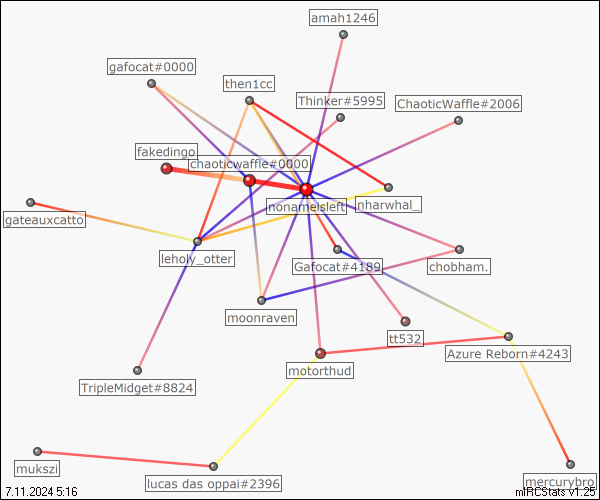 amah1246
gafocat#0000
then1cc
Thinker#5995
ChaoticWaffle#2006
fakedingo
chaoticwaffle#0000
nonameisleft
nharwhal_
gateauxcatto
leholy_otter
Gafocat#4189
chobham.
moonraven
tt532
Azure Reborn#4243
motorthud
TripleMidget#8824
mukszi
lucas das oppai#2396
mercurybro
7.11.2024 5:16
mIRCStats v1.25